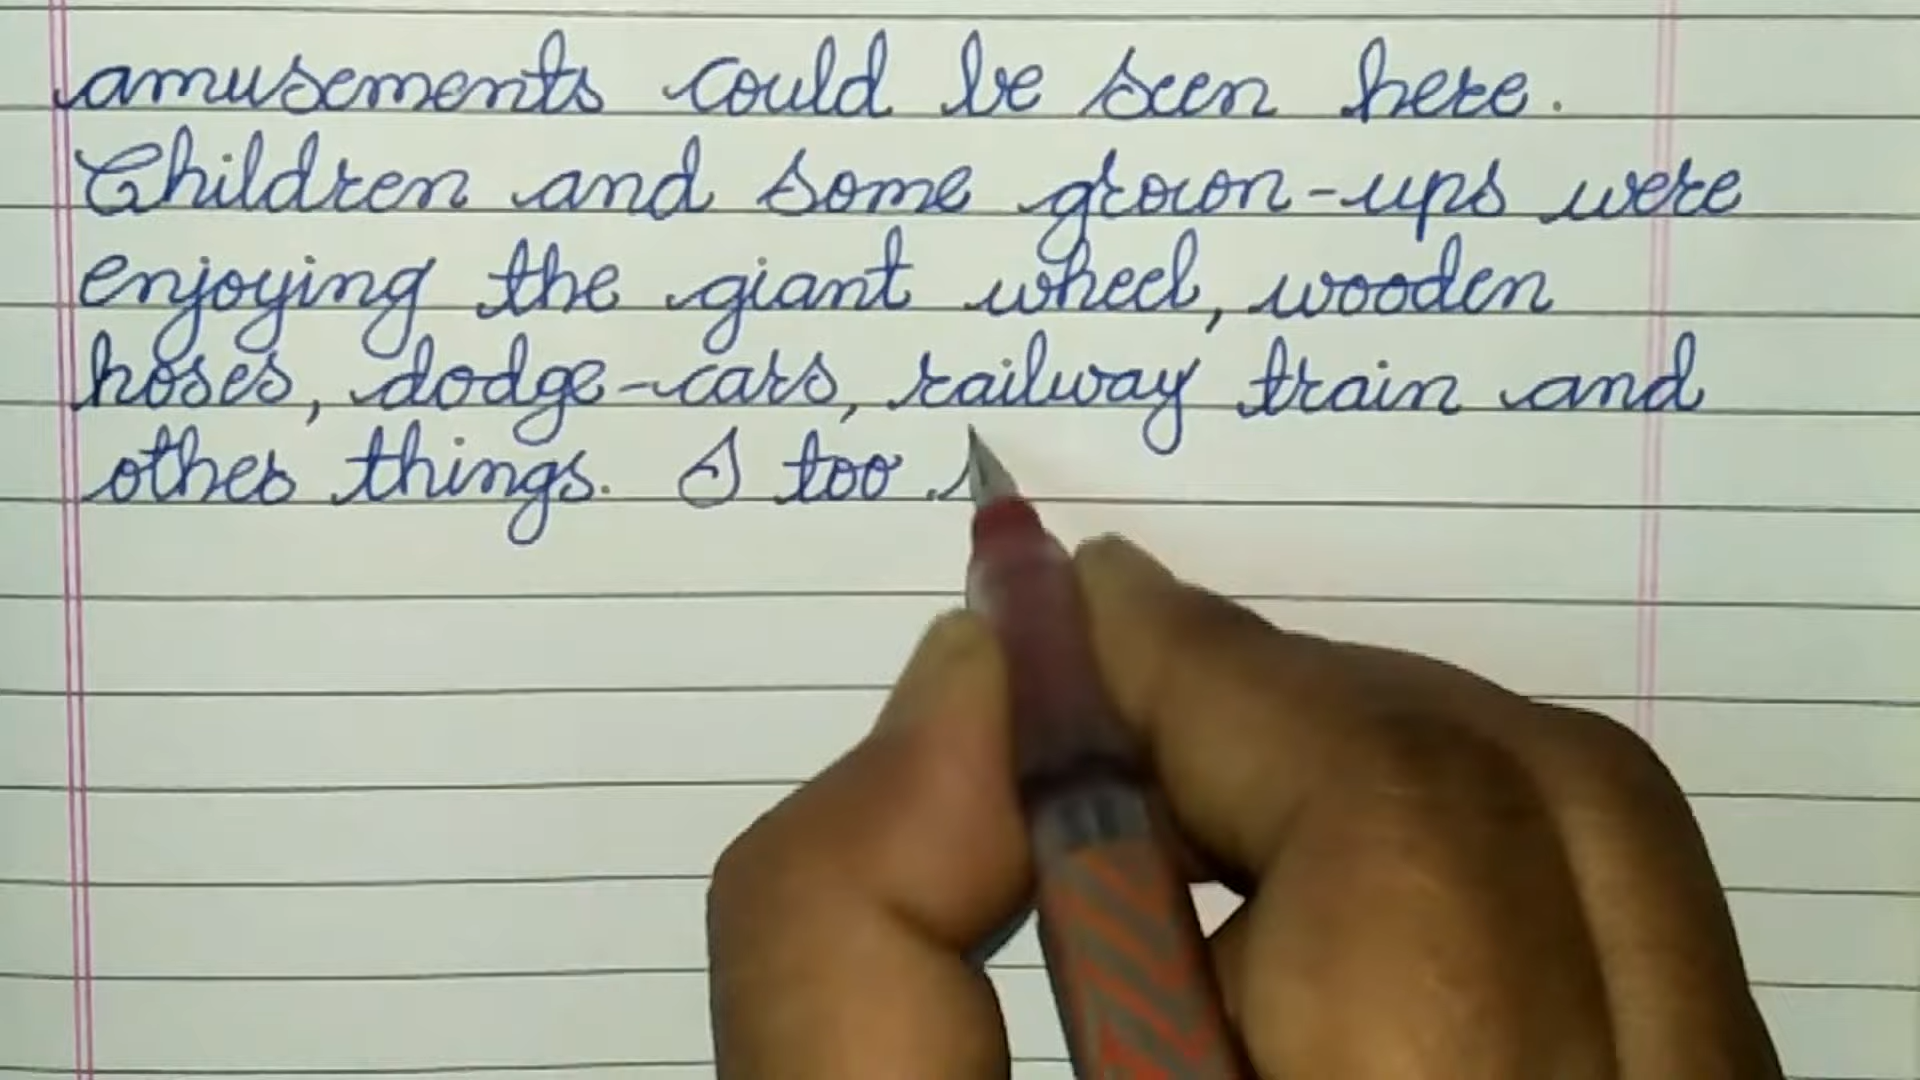 amusements could be seen here.
Children and some grown-ups were
enjoying the giant wheel, wooden
hoses, dodge-cars, railway train and
others things. I too